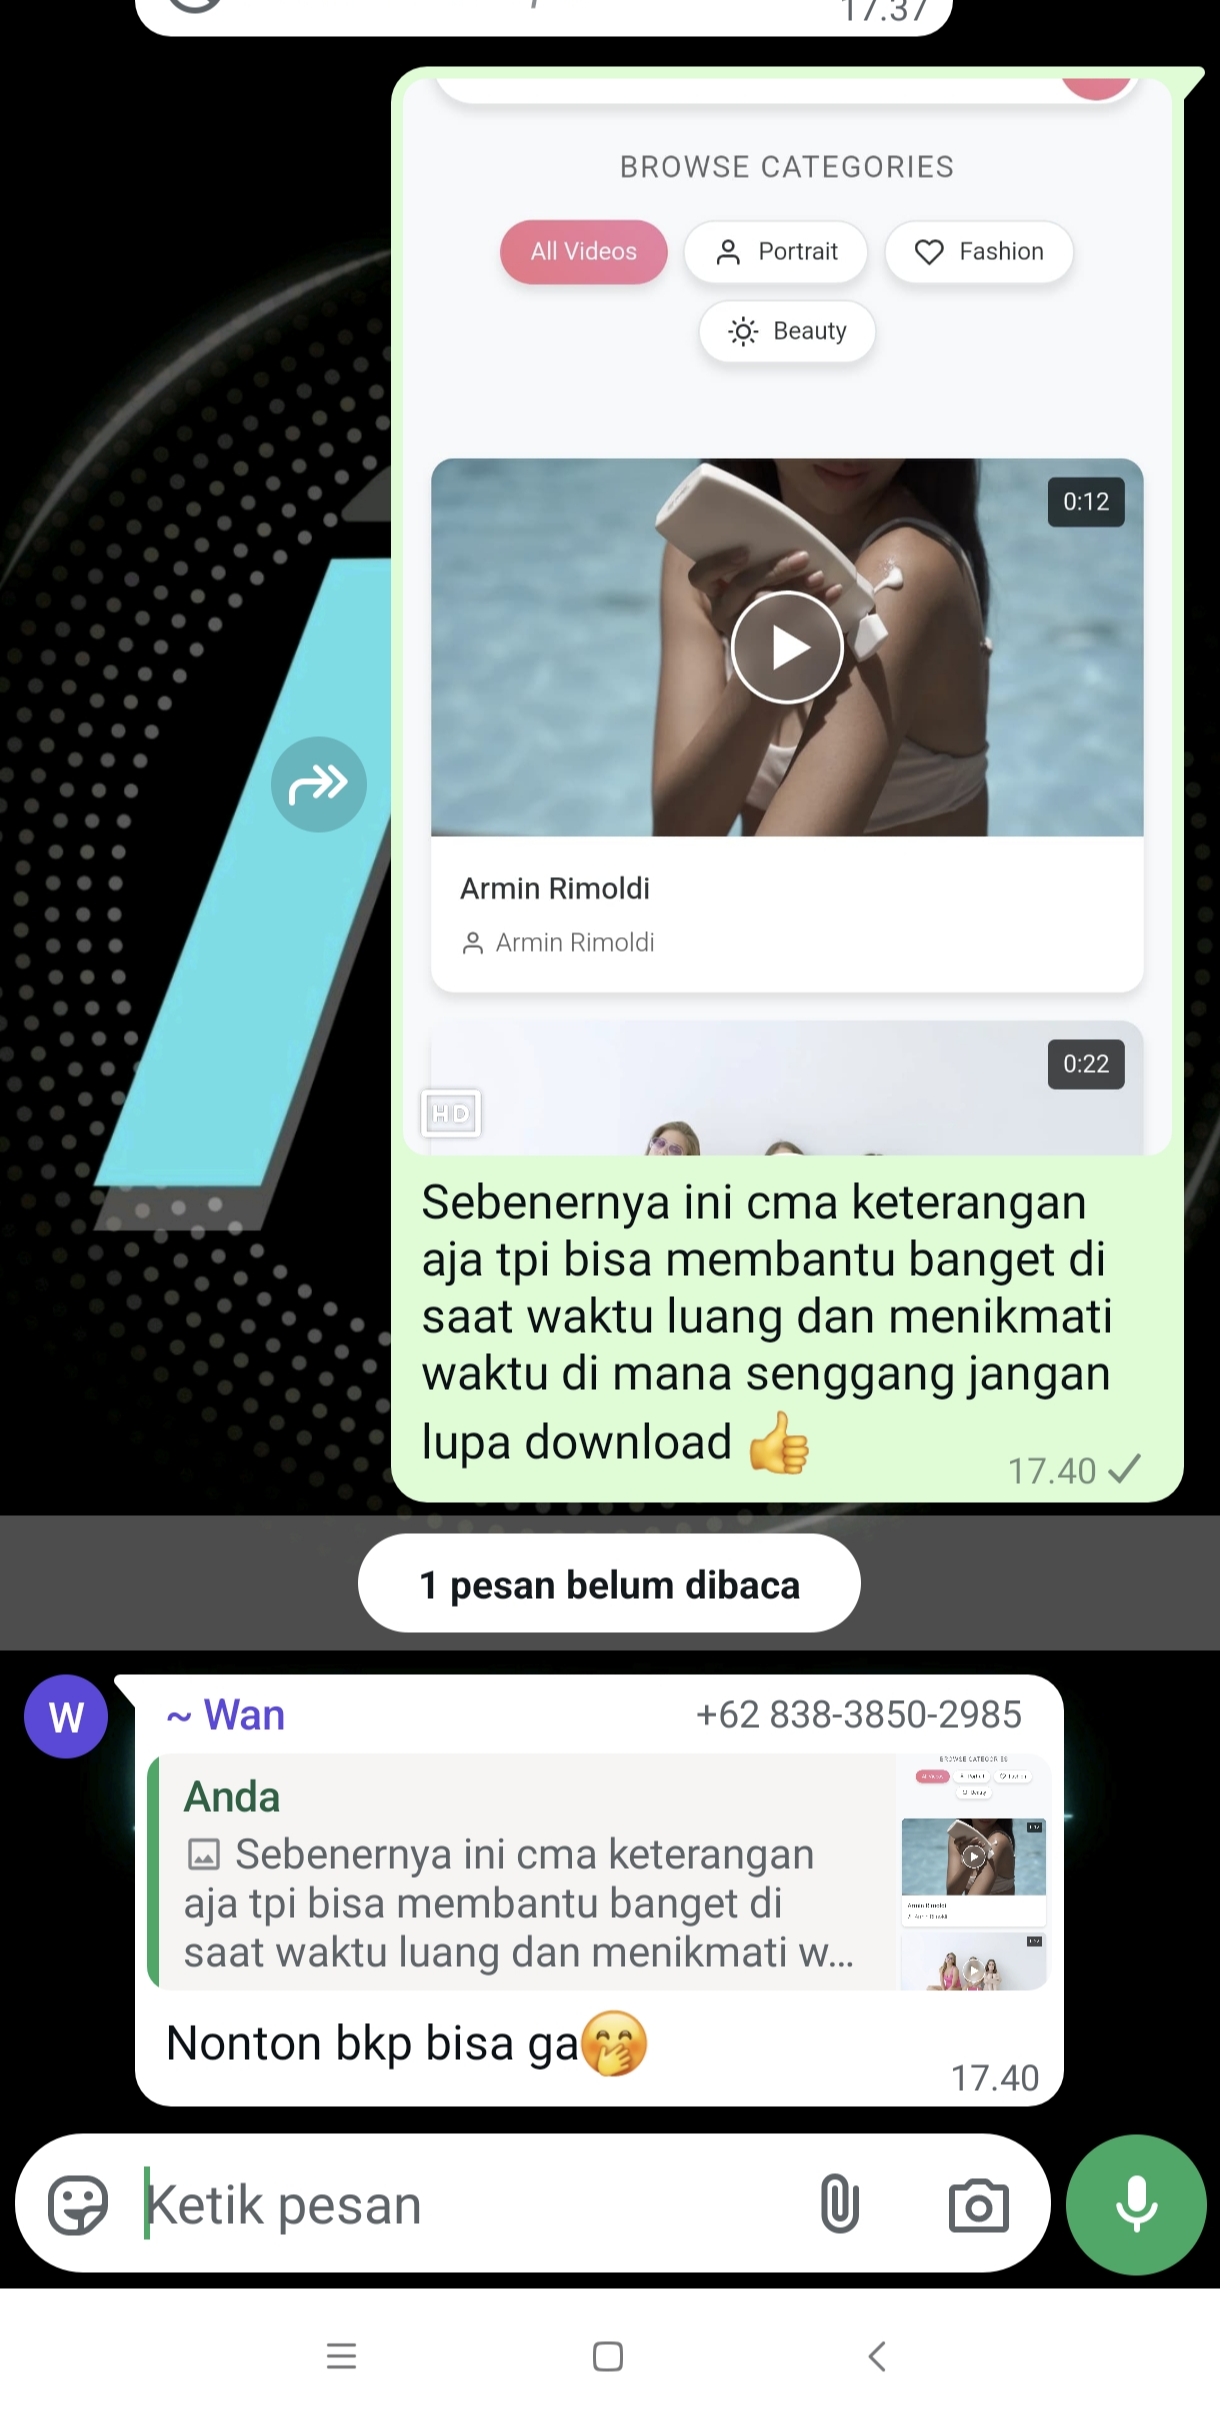 17.37
BROWSE CATEGORIES
All Videos
Portrait
Fashion
Beauty
0:12
Armin Rimoldi
Armin Rimoldi
0:22
HD
Sebenernya ini cma keterangan
aja tpi bisa membantu banget di
saat waktu luang dan menikmati
waktu di mana senggang jangan
lupa download 👍
17.40
1 pesan belum dibaca
W
~ Wan
+62 838-3850-2985
Anda
Sebenernya ini cma keterangan
aja tpi bisa membantu banget di
saat waktu luang dan menikmati w...
BROWSE CATEGORIES
Nonton bkp bisa ga🤭
17.40
Ketik pesan